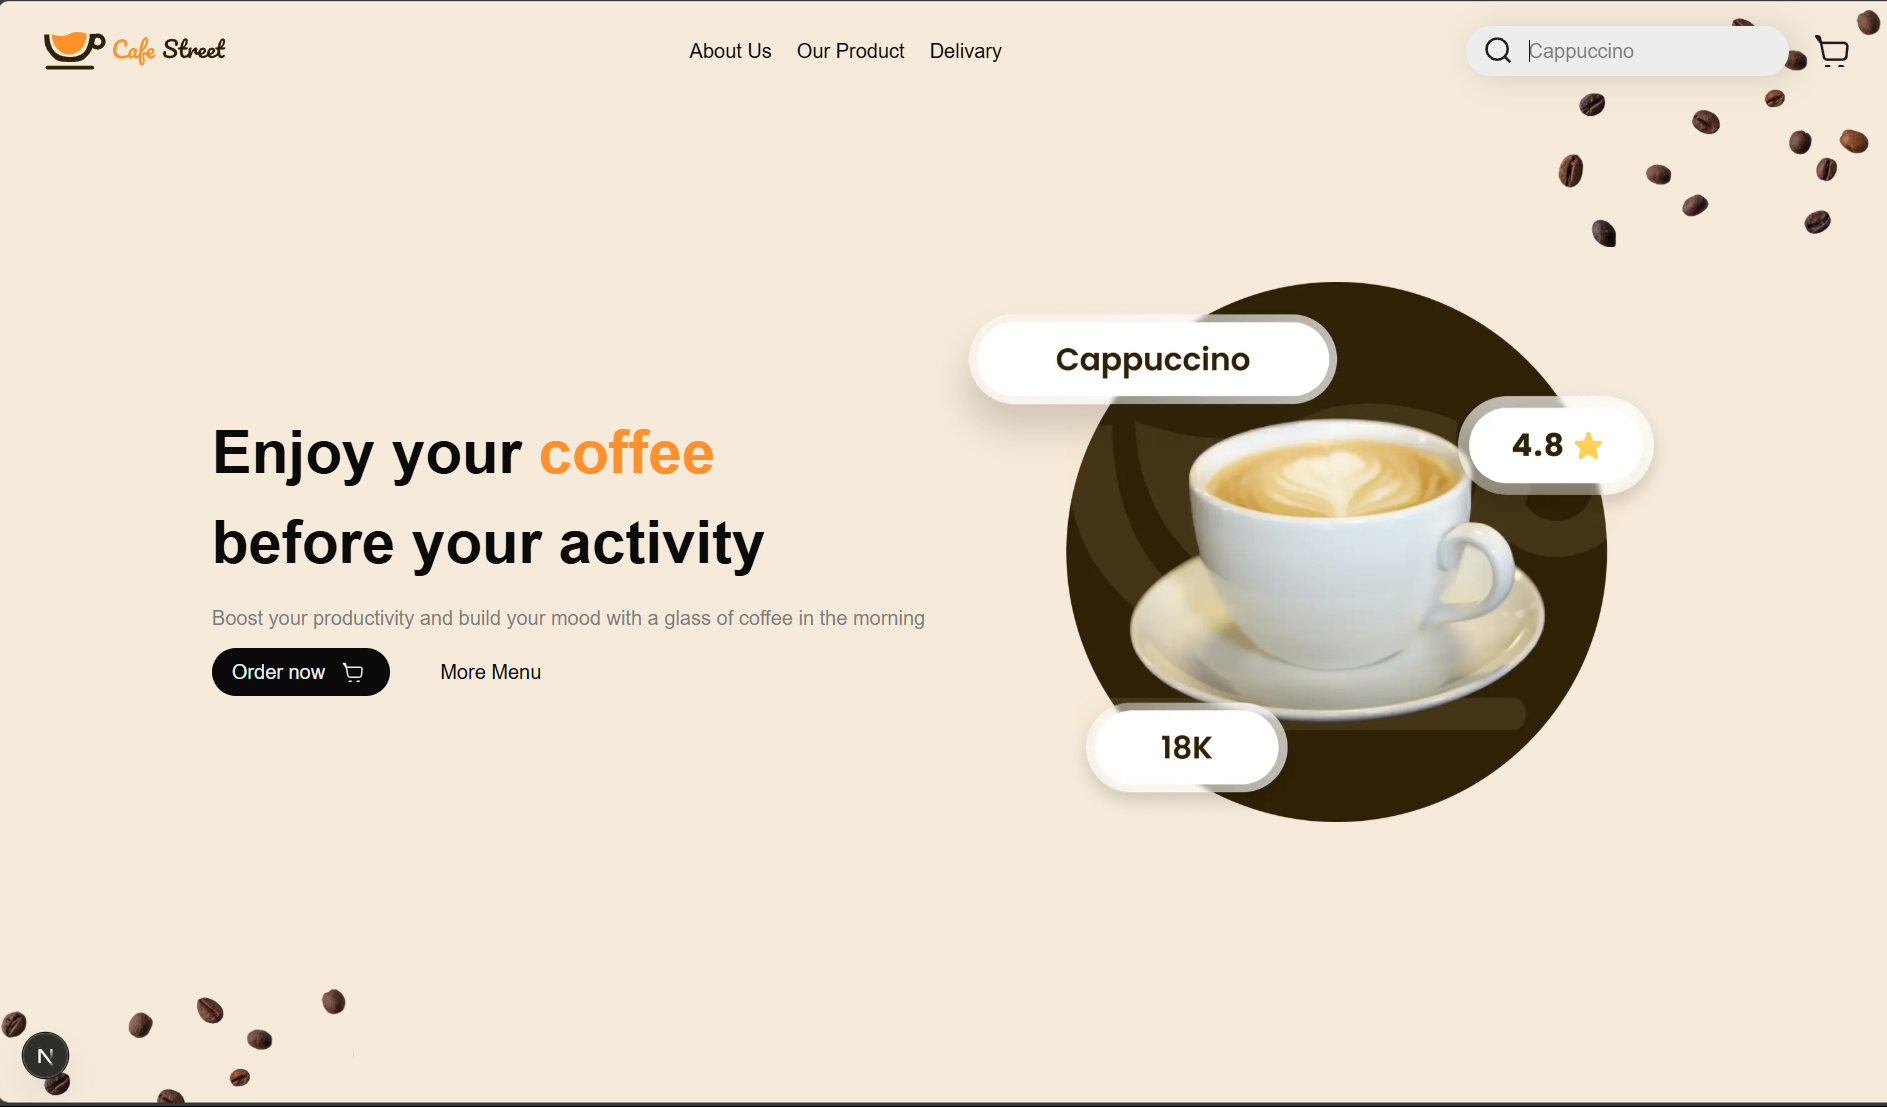 Cafe Street
About Us
Our Product
Delivary
Cappuccino
Cappuccino
4.8
Enjoy your coffee
before your activity
Boost your productivity and build your mood with a glass of coffee in the morning
Order now
More Menu
18K
N